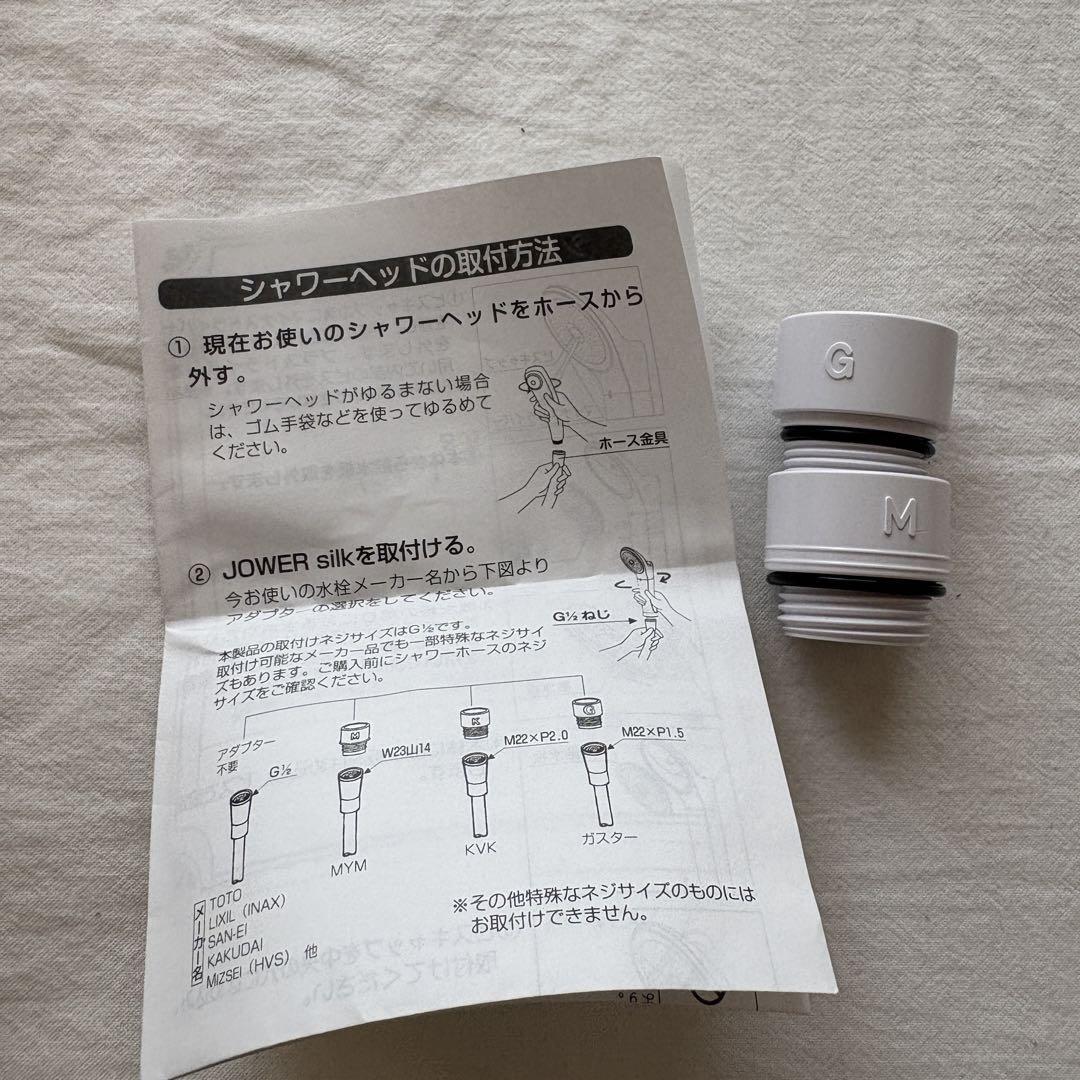 シャワーヘッドの取付方法
① 現在お使いのシャワーヘッドをホースから
外す。
シャワーヘッドがゆるまない場合
は、ゴム手袋などを使ってゆるめて
ください。
ホース金具
② JOWER silkを取付ける。
今お使いの水栓メーカー名から下図より
アダプターの選択をしてください。
G½ねじ
本製品の取付けネジサイズはG½です。
取付け可能なメーカー品でも一部特殊なネジサイ
ズもあります。ご購入前にシャワーホースのネジ
サイズをご確認ください。
アダプター
不要
G½
M
W23山14
K
M22×P2.0
G
M22×P1.5
MYM
KVK
ガスター
メーカー名
TOTO
LIXIL（INAX）
SAN-EI
KAKUDAI
MIZSEI（HVS） 他
※その他特殊なネジサイズのものには
お取付けできません。
G
M